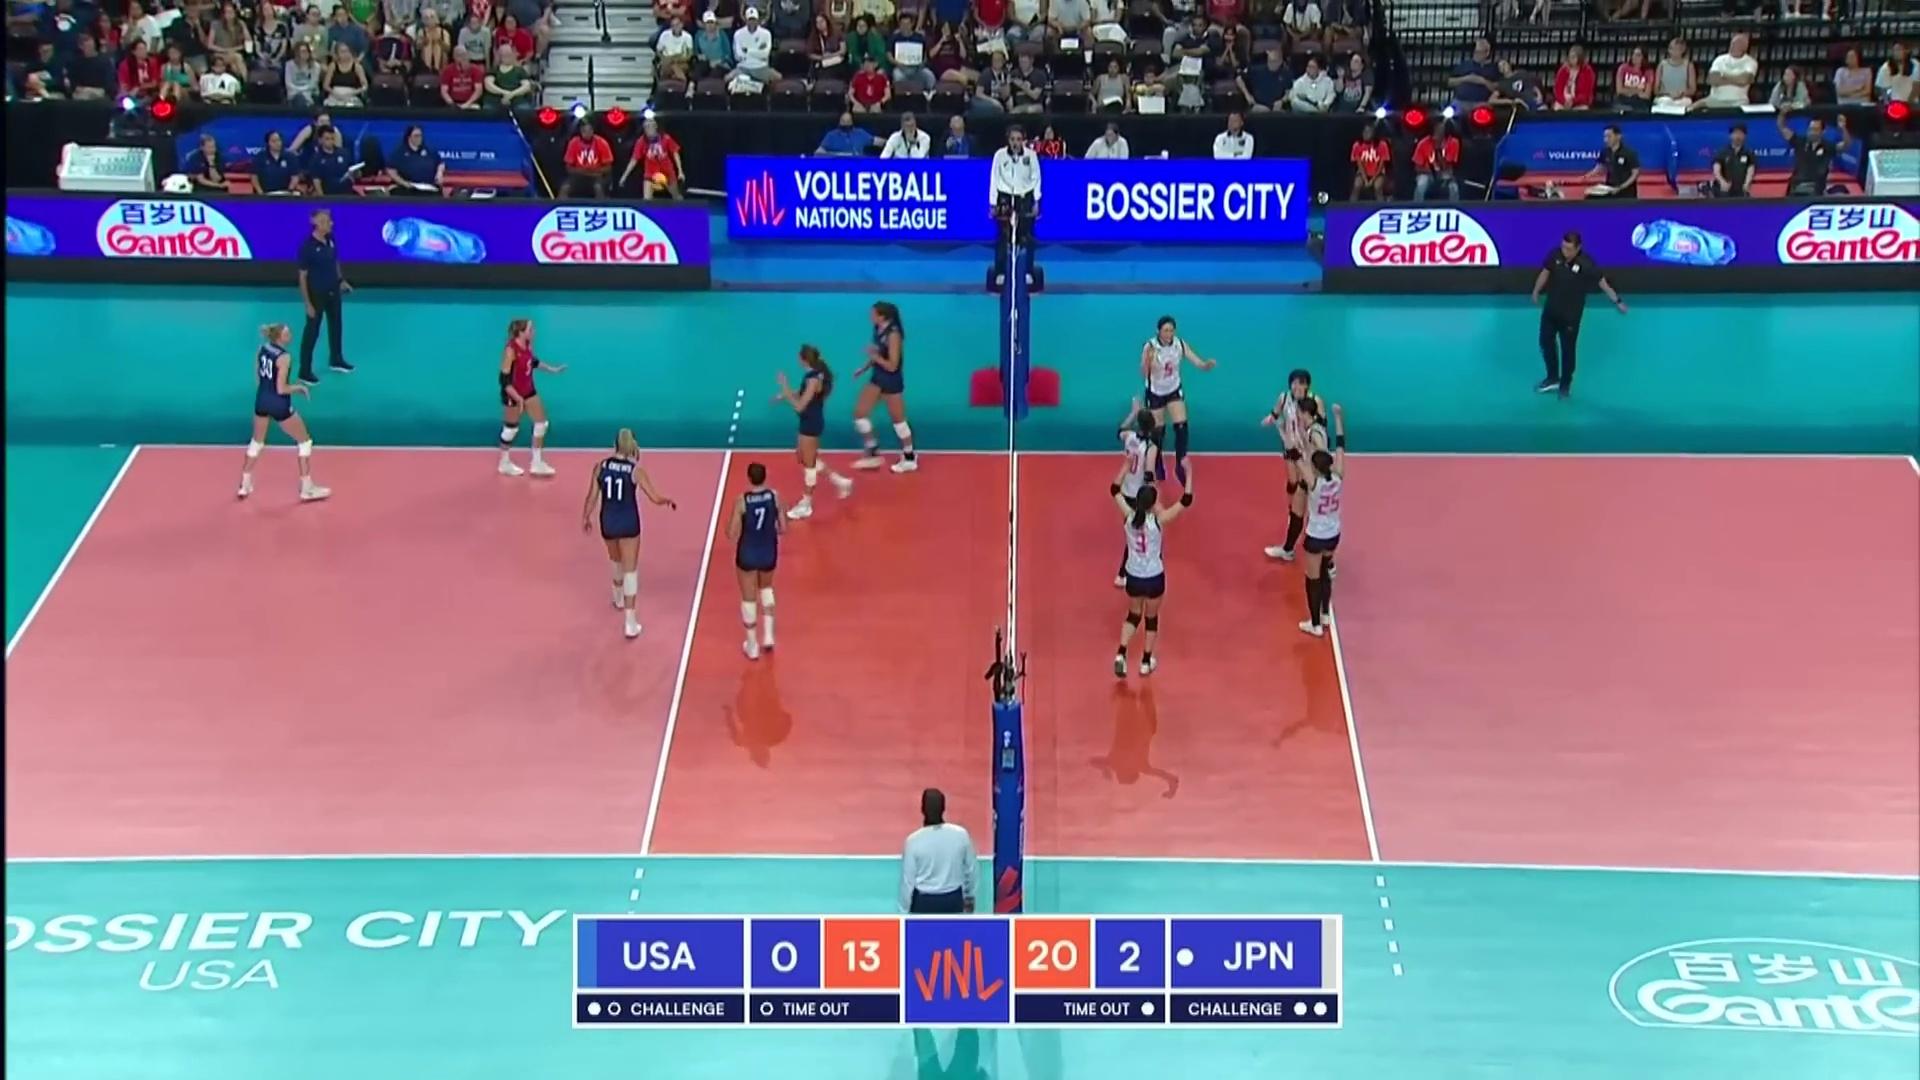 VNL VOLLEYBALL NATIONS LEAGUE
BOSSIER CITY
百岁山
Ganten
百岁山
Ganten
百岁山
Ganten
百岁山
Ganten
30
11
7
5
3
25
OSSIER CITY
USA
百岁山
Gante
USA 0 13 VNL 20 2 JPN
CHALLENGE TIME OUT TIME OUT CHALLENGE